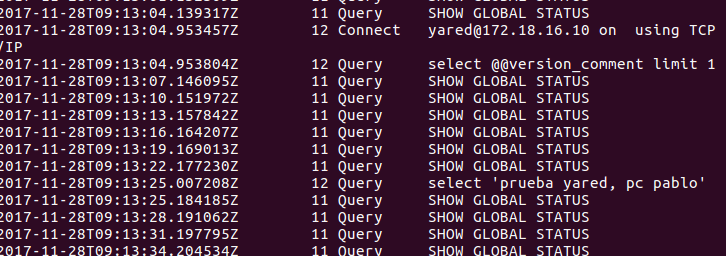 2017-11-28T09:13:04.139317Z 11 Query SHOW GLOBAL STATUS
2017-11-28T09:13:04.953457Z 12 Connect yared@172.18.16.10 on using TCP
/IP
2017-11-28T09:13:04.953804Z 12 Query select @@version_comment limit 1
2017-11-28T09:13:07.146095Z 11 Query SHOW GLOBAL STATUS
2017-11-28T09:13:10.151972Z 11 Query SHOW GLOBAL STATUS
2017-11-28T09:13:13.157842Z 11 Query SHOW GLOBAL STATUS
2017-11-28T09:13:16.164207Z 11 Query SHOW GLOBAL STATUS
2017-11-28T09:13:19.169013Z 11 Query SHOW GLOBAL STATUS
2017-11-28T09:13:22.177230Z 11 Query SHOW GLOBAL STATUS
2017-11-28T09:13:25.007208Z 12 Query select 'prueba yared, pc pablo'
2017-11-28T09:13:25.184185Z 11 Query SHOW GLOBAL STATUS
2017-11-28T09:13:28.191062Z 11 Query SHOW GLOBAL STATUS
2017-11-28T09:13:31.197795Z 11 Query SHOW GLOBAL STATUS
2017-11-28T09:13:34.204534Z 11 Query SHOW GLOBAL STATUS